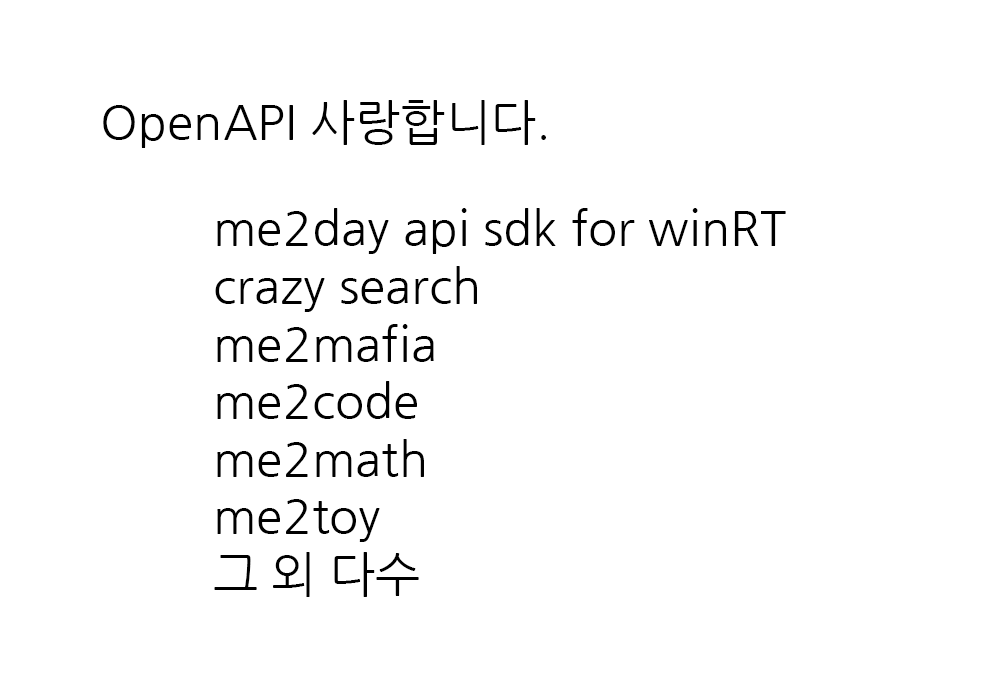 OpenAPI 사랑합니다.
me2day api sdk for winRT
crazy search
me2mafia
me2code
me2math
me2toy
그 외 다수